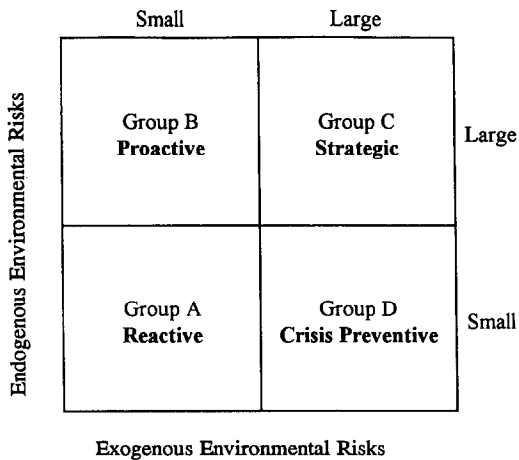 Small
Large
Endogenous Environmental Risks
Group B
Proactive
Group C
Strategic
Large
Group A
Reactive
Group D
Crisis Preventive
Small
Exogenous Environmental Risks